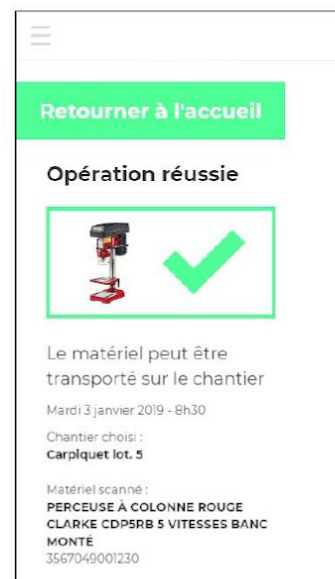 Retourner à l'accueil
Opération réussie
Le matériel peut être
transporté sur le chantier
Mardi 3 janvier 2019 - 8h30
Chantier choisi :
Carpiquet lot. 5
Matériel scanné :
PERCEUSE À COLONNE ROUGE
CLARKE CDP5RB 5 VITESSES BANC
MONTÉ
3567049001230